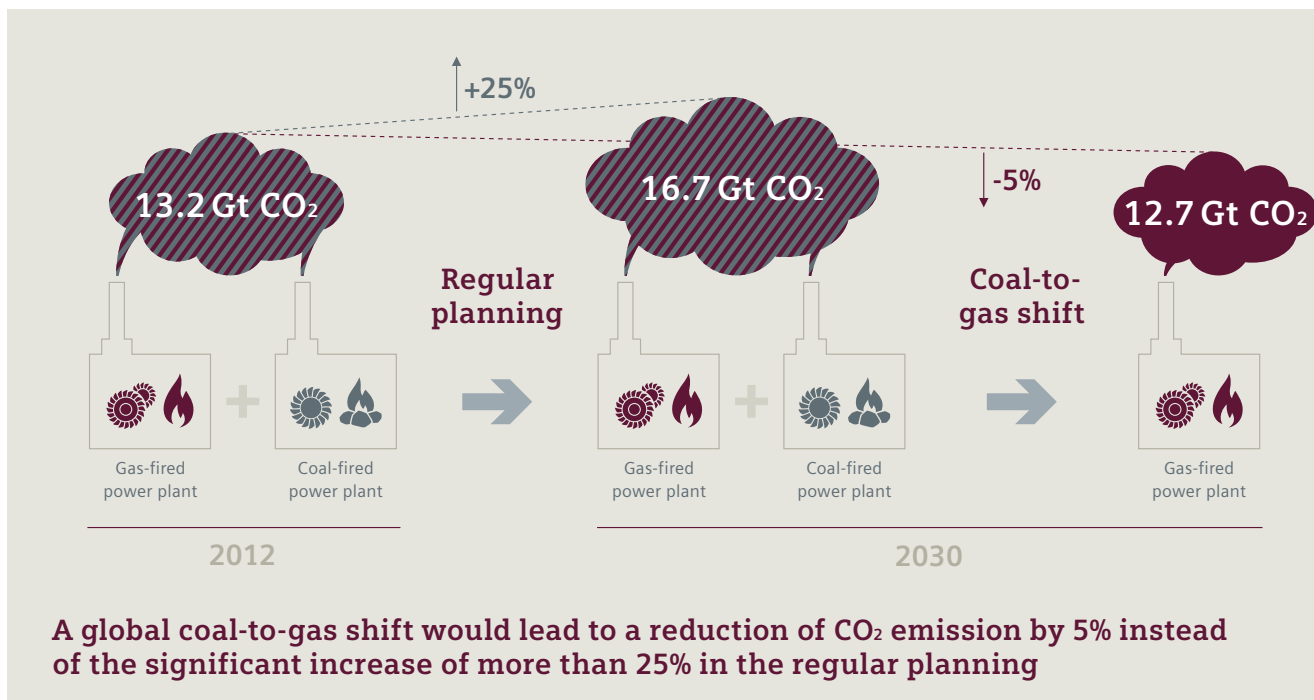 +25%
-5%
13.2 Gt CO₂
16.7 Gt CO₂
12.7 Gt CO₂
Regular
planning
Coal-to-
gas shift
Gas-fired
power plant
Coal-fired
power plant
Gas-fired
power plant
Coal-fired
power plant
Gas-fired
power plant
2012
2030
A global coal-to-gas shift would lead to a reduction of CO₂ emission by 5% instead
of the significant increase of more than 25% in the regular planning